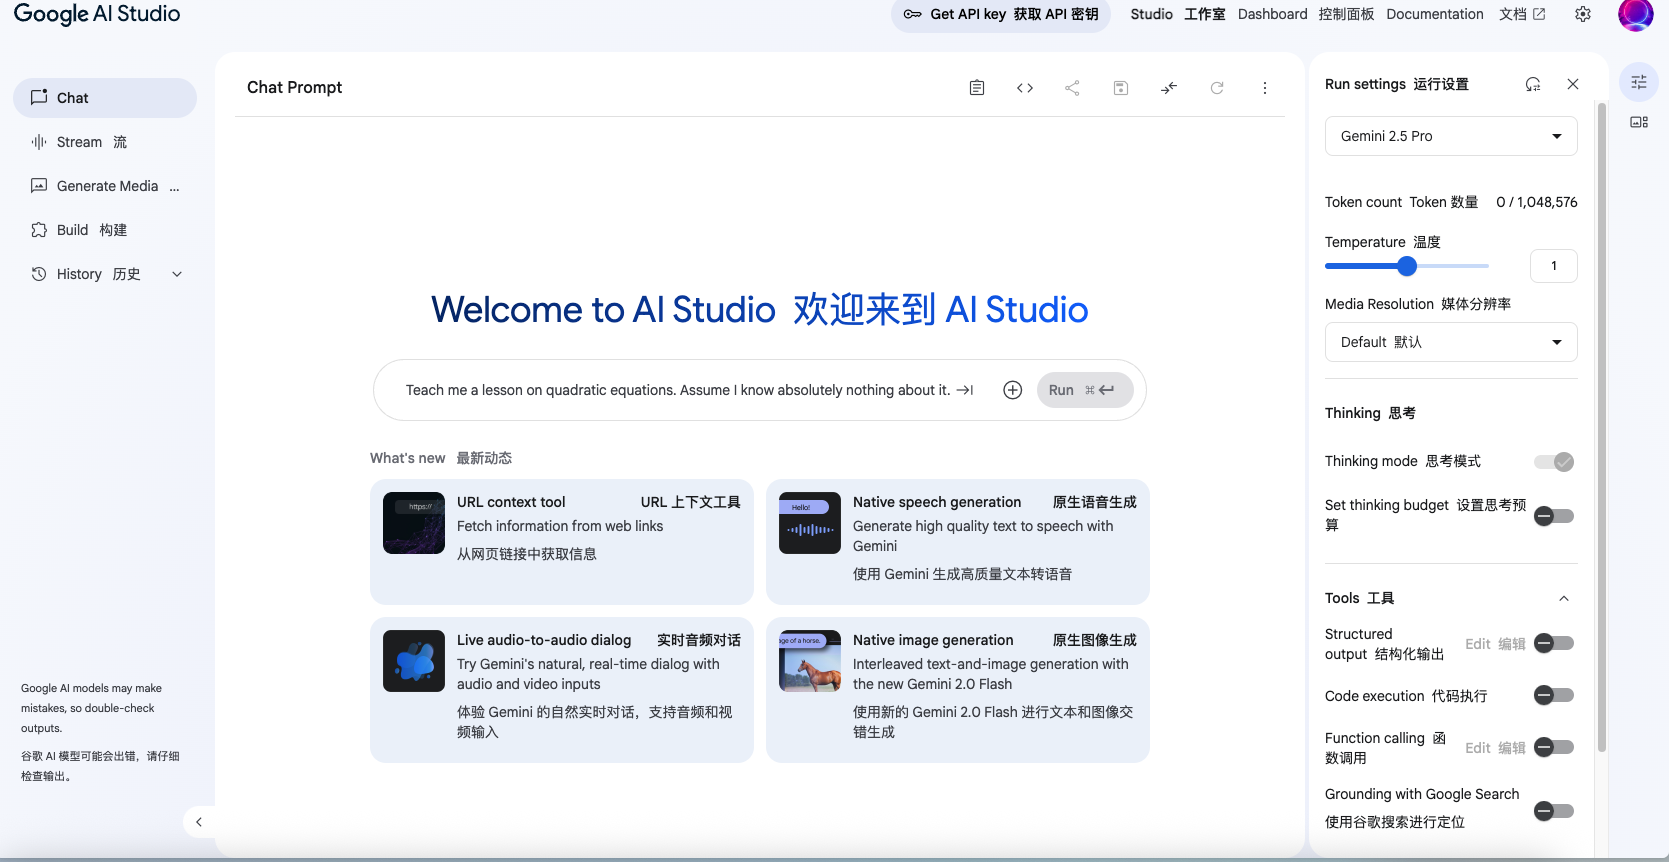 Google AI Studio
Get API key 获取 API 密钥
Studio 工作室
Dashboard 控制面板
Documentation 文档
Chat
Stream 流
Generate Media ...
Build 构建
History 历史
Google AI models may make
mistakes, so double-check
outputs.
谷歌 AI 模型可能会出错，请仔细
检查输出。
Chat Prompt
Welcome to AI Studio 欢迎来到 AI Studio
Teach me a lesson on quadratic equations. Assume I know absolutely nothing about it.
Run ⌘
What's new 最新动态
https://
URL context tool URL 上下文工具
Fetch information from web links
从网页链接中获取信息
Hello!
Native speech generation 原生语音生成
Generate high quality text to speech with
Gemini
使用 Gemini 生成高质量文本转语音
Live audio-to-audio dialog 实时音频对话
Try Gemini's natural, real-time dialog with
audio and video inputs
体验 Gemini 的自然实时对话，支持音频和视
频输入
age of a horse.
Native image generation 原生图像生成
Interleaved text-and-image generation with
the new Gemini 2.0 Flash
使用新的 Gemini 2.0 Flash 进行文本和图像交
错生成
Run settings 运行设置
Gemini 2.5 Pro
Token count Token 数量 0 / 1,048,576
Temperature 温度
1
Media Resolution 媒体分辨率
Default 默认
Thinking 思考
Thinking mode 思考模式
Set thinking budget 设置思考预
算
Tools 工具
Structured
output 结构化输出
Edit 编辑
Code execution 代码执行
Function calling 函
数调用
Edit 编辑
Grounding with Google Search
使用谷歌搜索进行定位